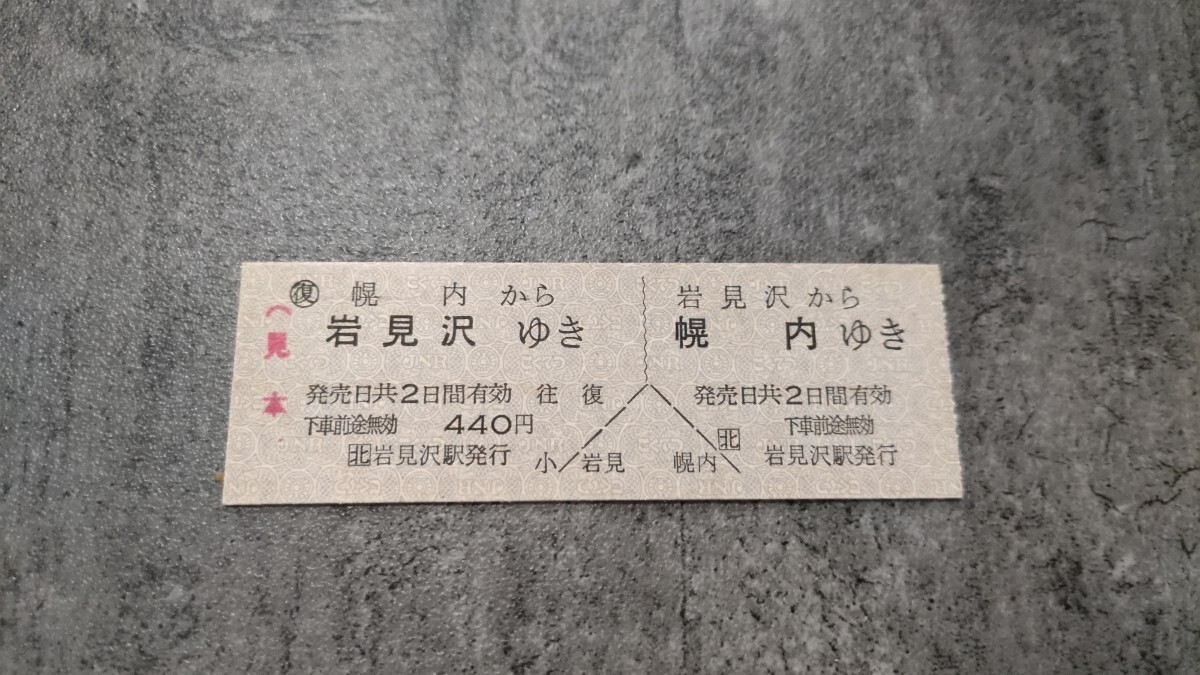 ㊝ 幌 内 から
岩見沢 ゆき
発売日共2日間有効 往 復
下車前途無効 440円
北岩見沢駅発行
小 岩見
岩見沢から
幌 内 ゆき
発売日共2日間有効
北 下車前途無効
幌内 岩見沢駅発行
見本